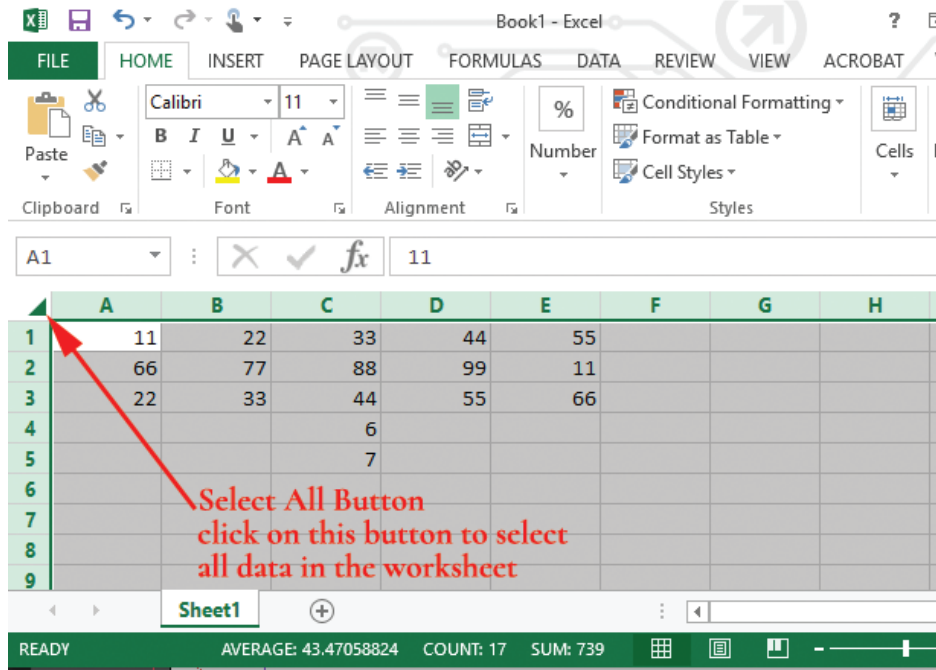 Book1 - Excel ?
FILE HOME INSERT PAGE LAYOUT FORMULAS DATA REVIEW VIEW ACROBAT
Calibri 11 % Conditional Formatting
B I U A A Format as Table
Paste Number Cells
A Cell Styles
Clipboard Font Alignment Styles
A1 fx 11
A B C D E F G H
1 11 22 33 44 55
2 66 77 88 99 11
3 22 33 44 55 66
4 6
5 7
6
7
8
9
Select All Button
click on this button to select
all data in the worksheet
Sheet1
READY AVERAGE: 43.47058824 COUNT: 17 SUM: 739